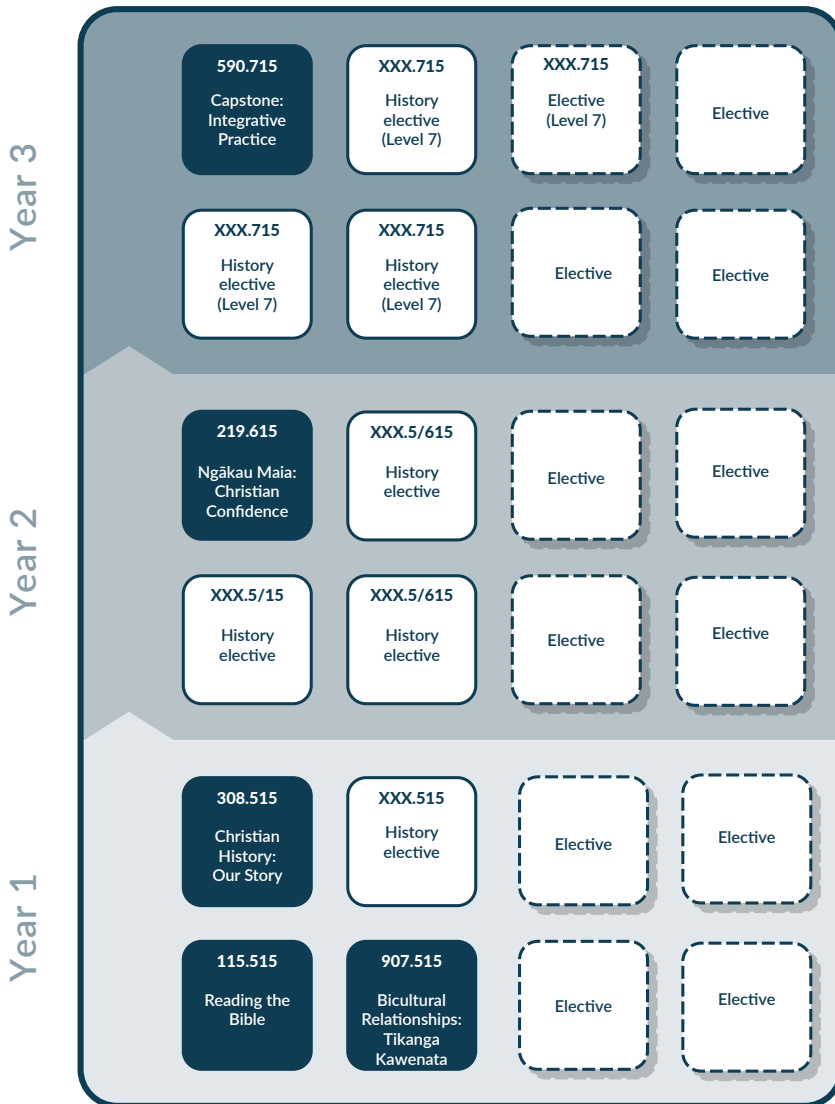 Year 3
590.715
Capstone:
Integrative
Practice
XXX.715
History
elective
(Level 7)
XXX.715
Elective
(Level 7)
Elective
XXX.715
History
elective
(Level 7)
XXX.715
History
elective
(Level 7)
Elective
Elective
Year 2
219.615
Ngākau Maia:
Christian
Confidence
XXX.5/615
History
elective
Elective
Elective
XXX.5/15
History
elective
XXX.5/615
History
elective
Elective
Elective
Year 1
308.515
Christian
History:
Our Story
XXX.515
History
elective
Elective
Elective
115.515
Reading the
Bible
907.515
Bicultural
Relationships:
Tikanga
Kawenata
Elective
Elective